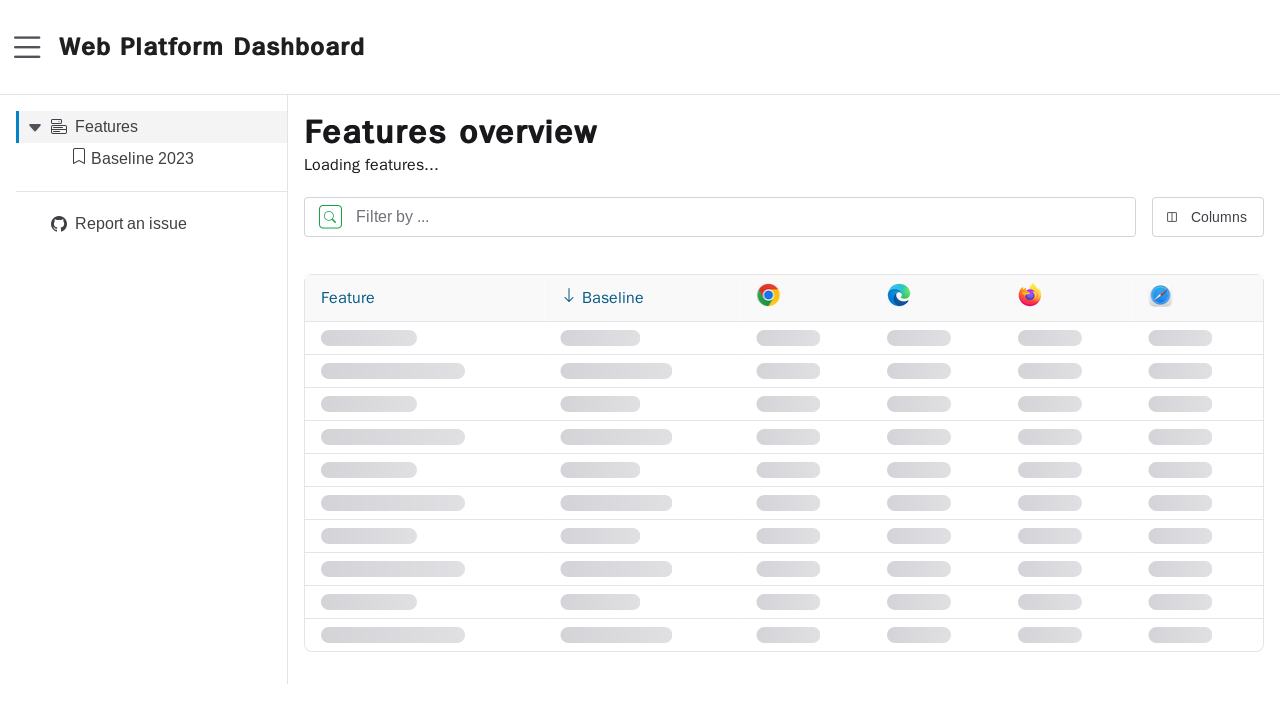 Web Platform Dashboard
Features
Baseline 2023
Report an issue
Features overview
Loading features...
Filter by ...
Columns
Feature
Baseline